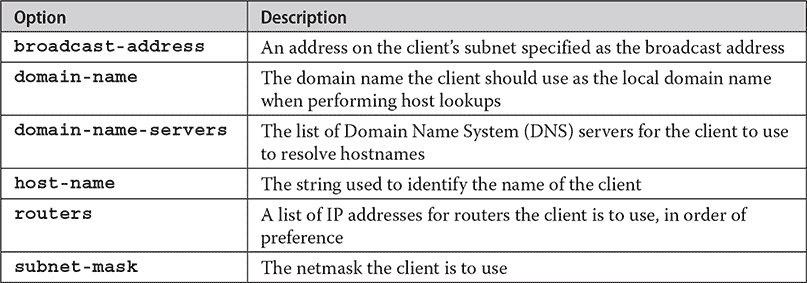 Option Description
broadcast-address An address on the client’s subnet specified as the broadcast address
domain-name The domain name the client should use as the local domain name
when performing host lookups
domain-name-servers The list of Domain Name System (DNS) servers for the client to use
to resolve hostnames
host-name The string used to identify the name of the client
routers A list of IP addresses for routers the client is to use, in order of
preference
subnet-mask The netmask the client is to use